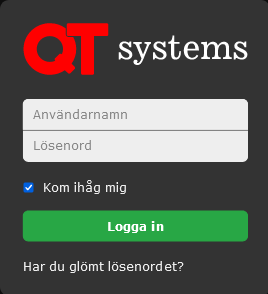 QT systems
Användarnamn
Lösenord
Kom ihåg mig
Logga in
Har du glömt lösenordet?